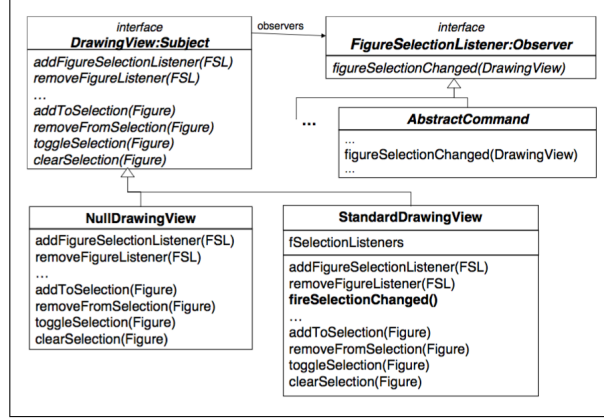 interface
DrawingView:Subject
addFigureSelectionListener(FSL)
removeFigureListener(FSL)
...
addToSelection(Figure)
removeFromSelection(Figure)
toggleSelection(Figure)
clearSelection(Figure)
observers
interface
FigureSelectionListener:Observer
figureSelectionChanged(DrawingView)
...
AbstractCommand
...
figureSelectionChanged(DrawingView)
...
NullDrawingView
addFigureSelectionListener(FSL)
removeFigureListener(FSL)
...
addToSelection(Figure)
removeFromSelection(Figure)
toggleSelection(Figure)
clearSelection(Figure)
StandardDrawingView
fSelectionListeners
addFigureSelectionListener(FSL)
removeFigureListener(FSL)
fireSelectionChanged()
...
addToSelection(Figure)
removeFromSelection(Figure)
toggleSelection(Figure)
clearSelection(Figure)